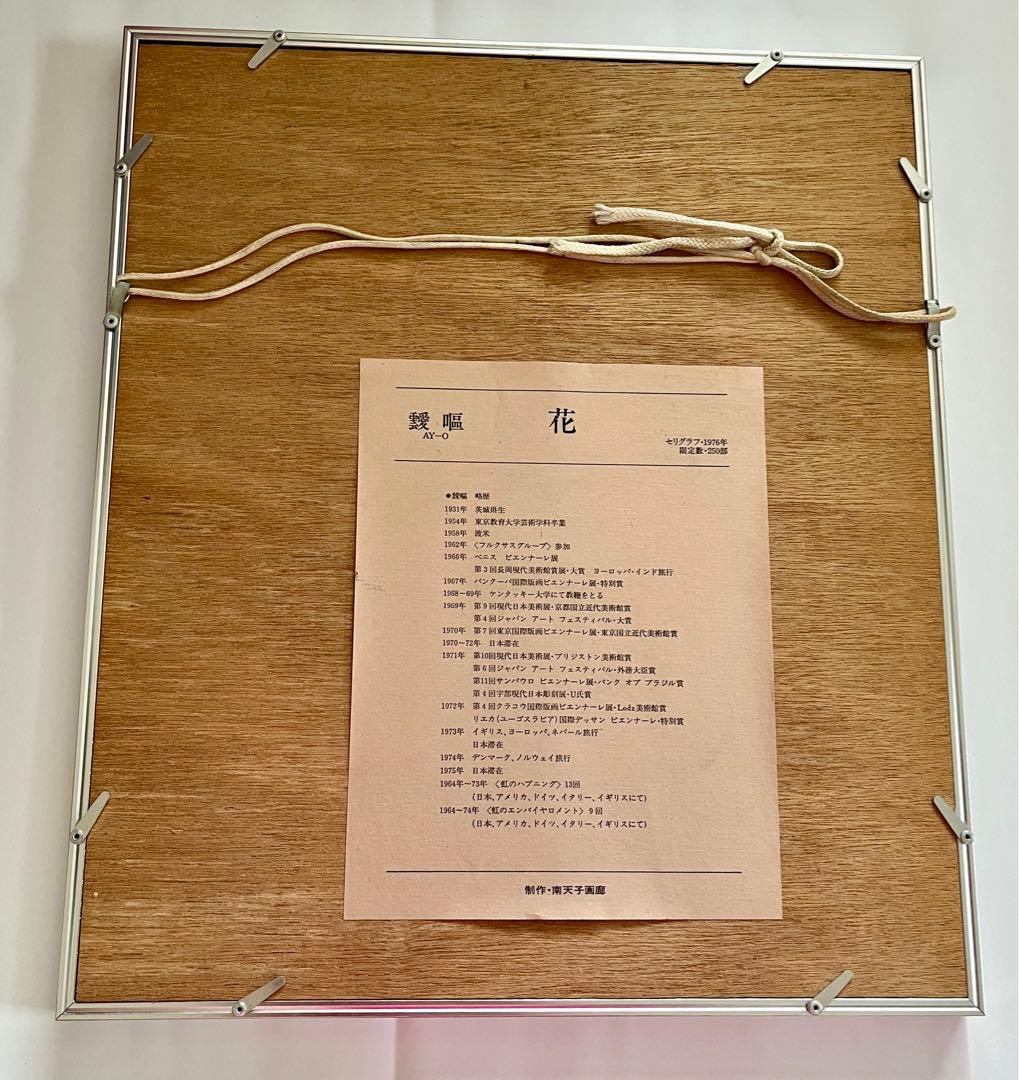 靉嘔 花
AY-O
セリグラフ・1976年
限定数・250部
●靉嘔 略歴
1931年 茨城県生
1954年 東京教育大学芸術学科卒業
1958年 渡米
1962年 〈フルクサスグループ〉参加
1966年 ベニス ビエンナーレ展
第3回長岡現代美術館賞展・大賞 ヨーロッパ・インド旅行
1967年 バンクーバ国際版画ビエンナーレ展・特別賞
1968〜69年 ケンタッキー大学にて教鞭をとる
1969年 第9回現代日本美術展・京都国立近代美術館賞
第4回ジャパン アート フェスティバル・大賞
1970年 第7回東京国際版画ビエンナーレ展・東京国立近代美術館賞
1970〜72年 日本滞在
1971年 第10回現代日本美術展・ブリジストン美術館賞
第6回ジャパン アート フェスティバル・外務大臣賞
第11回サンパウロ ビエンナーレ展・バンク オブ ブラジル賞
第4回宇部現代日本彫刻展・U氏賞
1972年 第4回クラコウ国際版画ビエンナーレ展・Lodz美術館賞
リエカ(ユーゴスラビア)国際デッサン ビエンナーレ・特別賞
1973年 イギリス、ヨーロッパ、ネパール旅行
日本滞在
1974年 デンマーク、ノルウェイ旅行
1975年 日本滞在
1964年〜73年 〈虹のハプニング〉13回
(日本、アメリカ、ドイツ、イタリー、イギリスにて)
1964〜74年 〈虹のエンバイヤロメント〉9回
(日本、アメリカ、ドイツ、イタリー、イギリスにて)
制作・南天子画廊